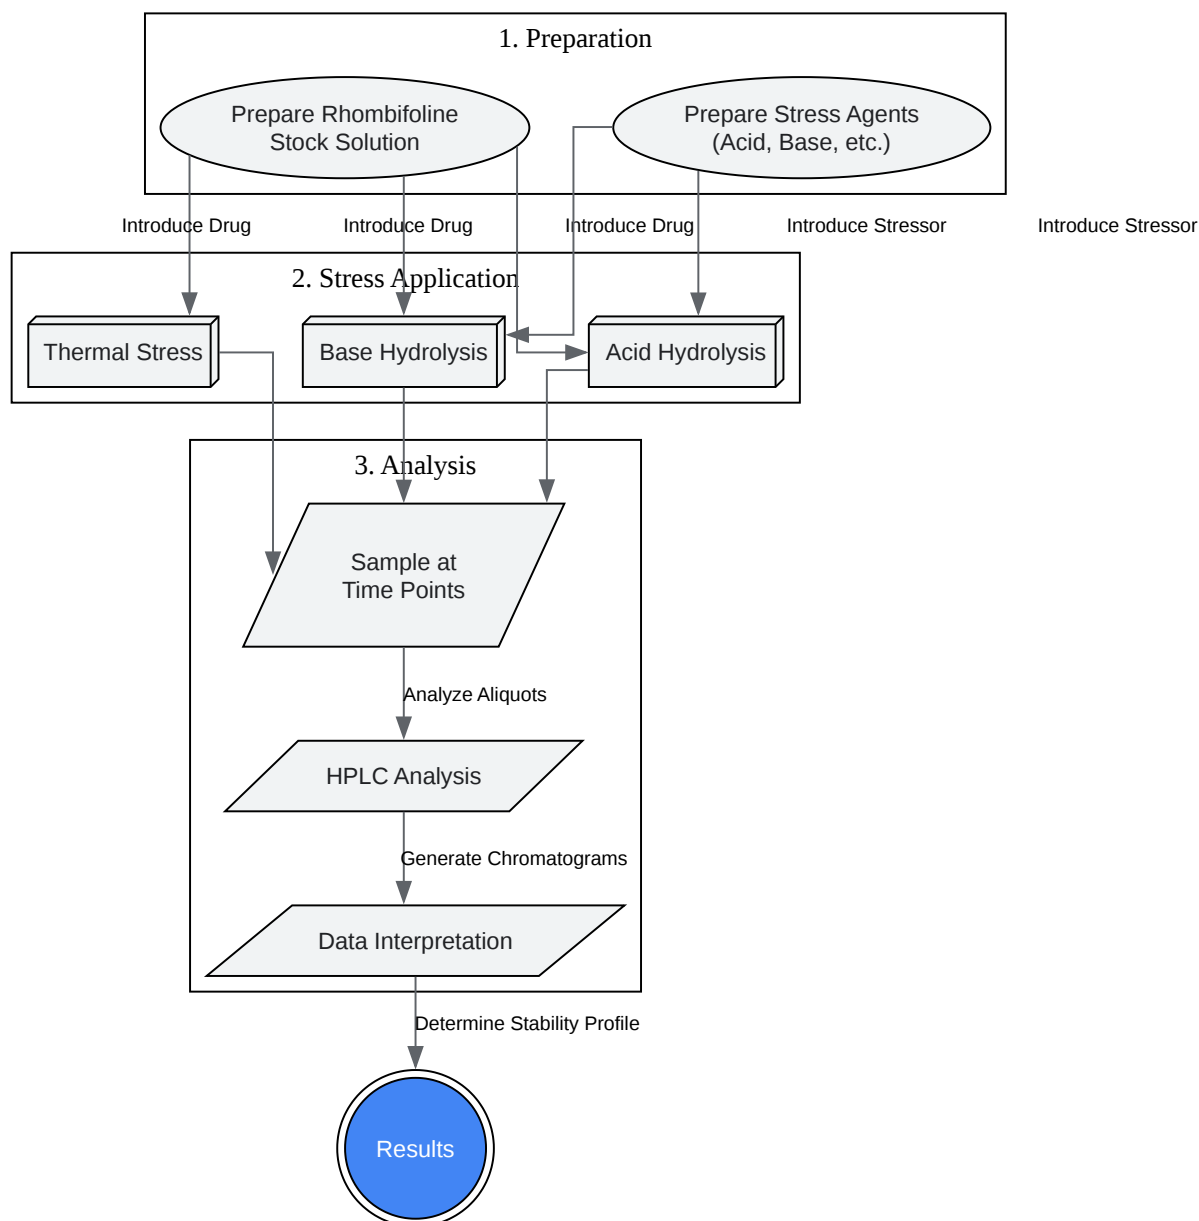 1. Preparation
Prepare Rhombifoline
Stock Solution
Prepare Stress Agents
(Acid, Base, etc.)
Introduce Drug
Introduce Drug
Introduce Drug
Introduce Stressor
Introduce Stressor
2. Stress Application
Thermal Stress
Base Hydrolysis
Acid Hydrolysis
3. Analysis
Sample at
Time Points
Analyze Aliquots
HPLC Analysis
Generate Chromatograms
Data Interpretation
Determine Stability Profile
Results